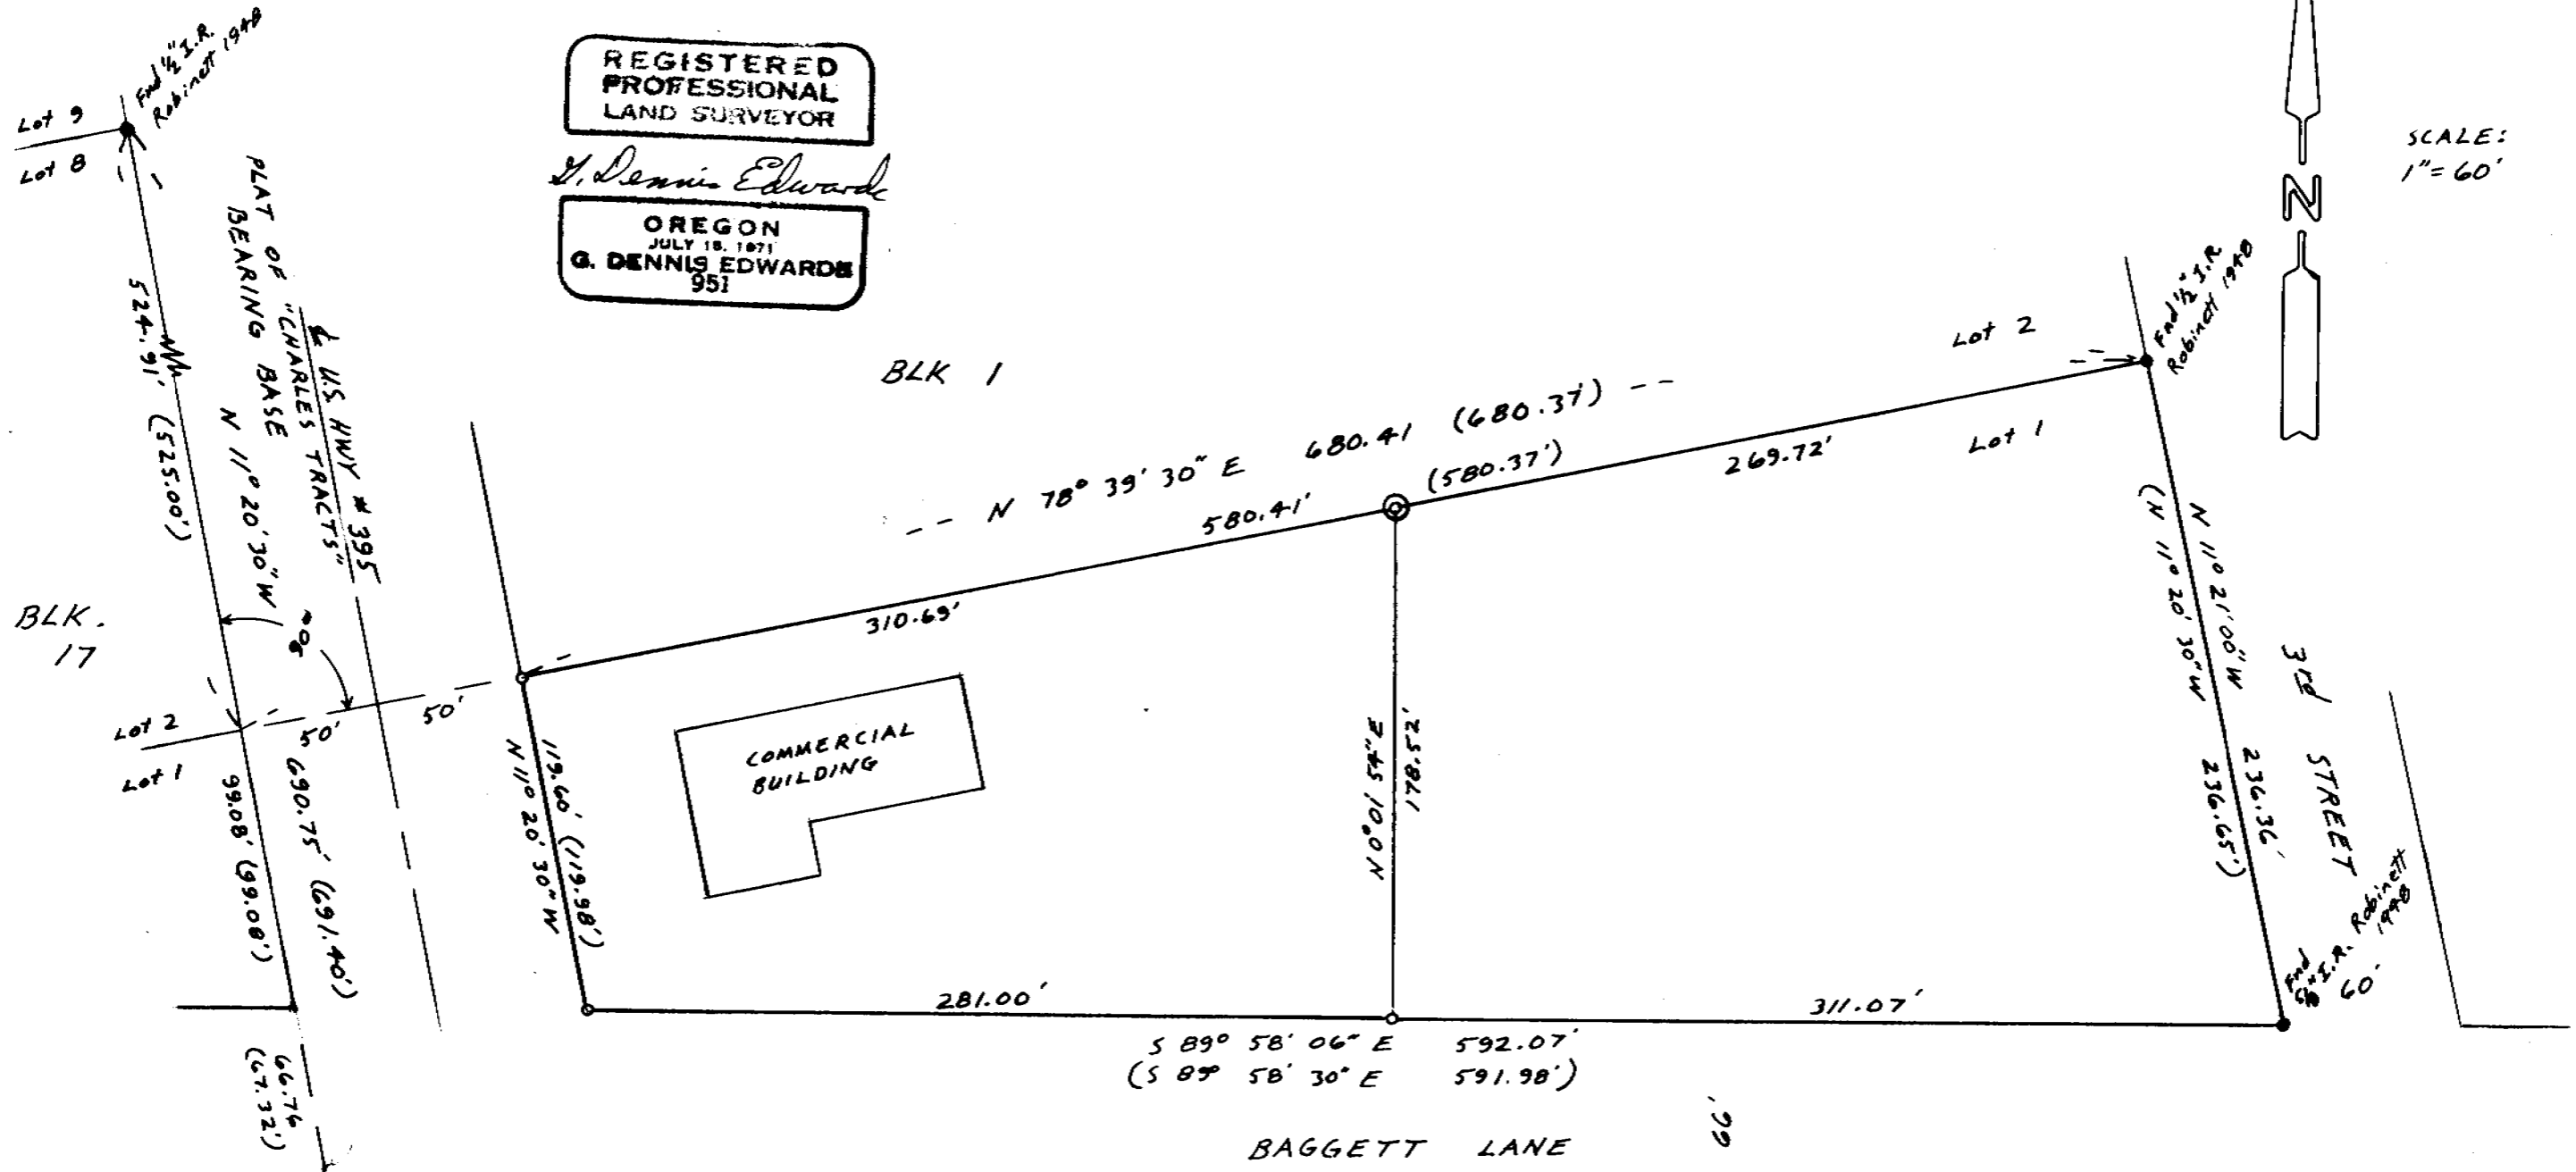 Fnd 1/2" I.R.
Robinett 1948
Lot 9
Lot 8
REGISTERED
PROFESSIONAL
LAND SURVEYOR
G. Dennis Edwards
OREGON
JULY 1971
G. DENNIS EDWARDS
951
SCALE:
1"= 60'
N
PLAT OF "CHARLES TRACTS"
BEARING BASE
N 11° 20' 30" W
℄ US HWY # 395
524.91' (525.00')
BLK 1
Lot 2
Fnd 1/2" I.R.
Robinett 1948
-- N 78° 39' 30" E 680.41 (680.37) --
580.41' (580.37')
269.72'
Lot 1
310.69'
BLK.
17
90°
50'
50'
Lot 2
Lot 1
COMMERCIAL
BUILDING
119.60' (119.98')
N 11° 20' 30" W
178.52'
N 0° 01' 54" E
N 11° 21' 00" W 236.36'
(N 11° 20' 30" W 236.65')
3rd STREET
99.08' (99.08')
690.75' (691.40')
281.00'
311.07'
Fnd
5/8" I.R. Robinett
1948
60'
S 89° 58' 06" E 592.07'
(S 89° 58' 30" E 591.98')
66.76
(67.32')
66'
BAGGETT LANE